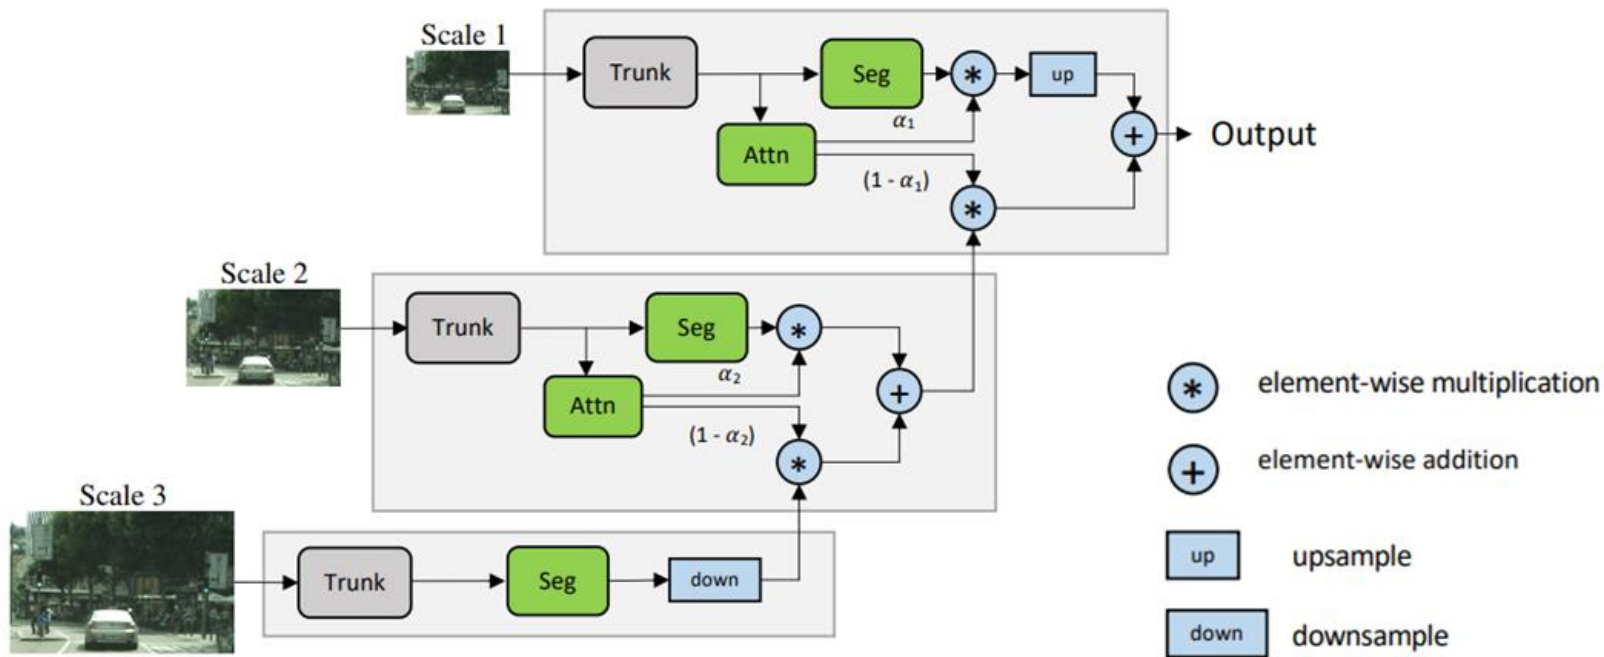 Scale 1
Trunk
Seg
*
up
α₁
Attn
+
Output
(1 - α₁)
*
Scale 2
Trunk
Seg
*
α₂
Attn
+
(1 - α₂)
*
Scale 3
Trunk
Seg
down
* element-wise multiplication
+ element-wise addition
up upsample
down downsample